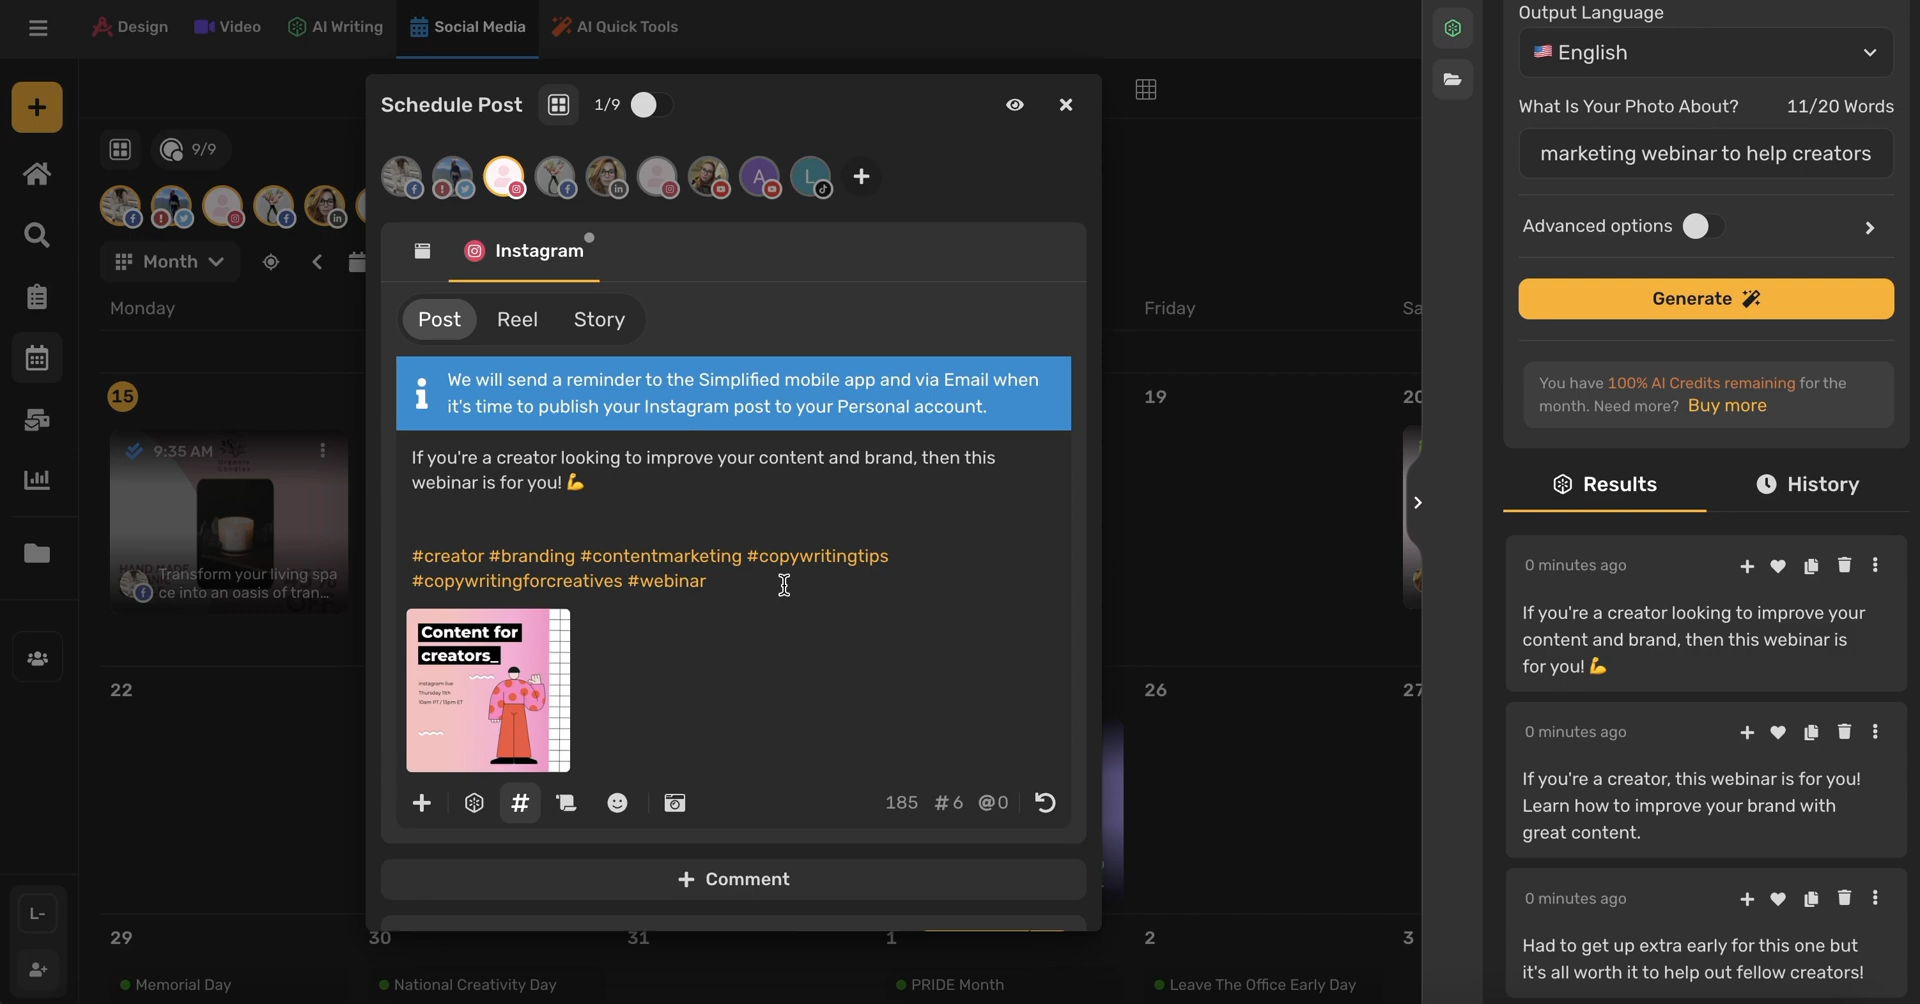 Design
Video
AI Writing
Social Media
AI Quick Tools
9/9
Month
Monday
Friday
15
9:35 AM
Transform your living spa
ce into an oasis of tran...
19
20
22
26
27
29
30
31
1
2
3
Memorial Day
National Creativity Day
PRIDE Month
Leave The Office Early Day
L-
Schedule Post
1/9
A
L
Instagram
Post
Reel
Story
We will send a reminder to the Simplified mobile app and via Email when
it's time to publish your Instagram post to your Personal account.
If you're a creator looking to improve your content and brand, then this
webinar is for you! 💪
#creator #branding #contentmarketing #copywritingtips
#copywritingforcreatives #webinar
Content for
creators_
Instagram live
Thursday 11th
185 #6 @0
+ Comment
Output Language
English
What Is Your Photo About? 11/20 Words
marketing webinar to help creators
Advanced options
Generate
You have 100% AI Credits remaining for the
month. Need more? Buy more
Results
History
0 minutes ago
If you're a creator looking to improve your
content and brand, then this webinar is
for you! 💪
0 minutes ago
If you're a creator, this webinar is for you!
Learn how to improve your brand with
great content.
0 minutes ago
Had to get up extra early for this one but
it's all worth it to help out fellow creators!